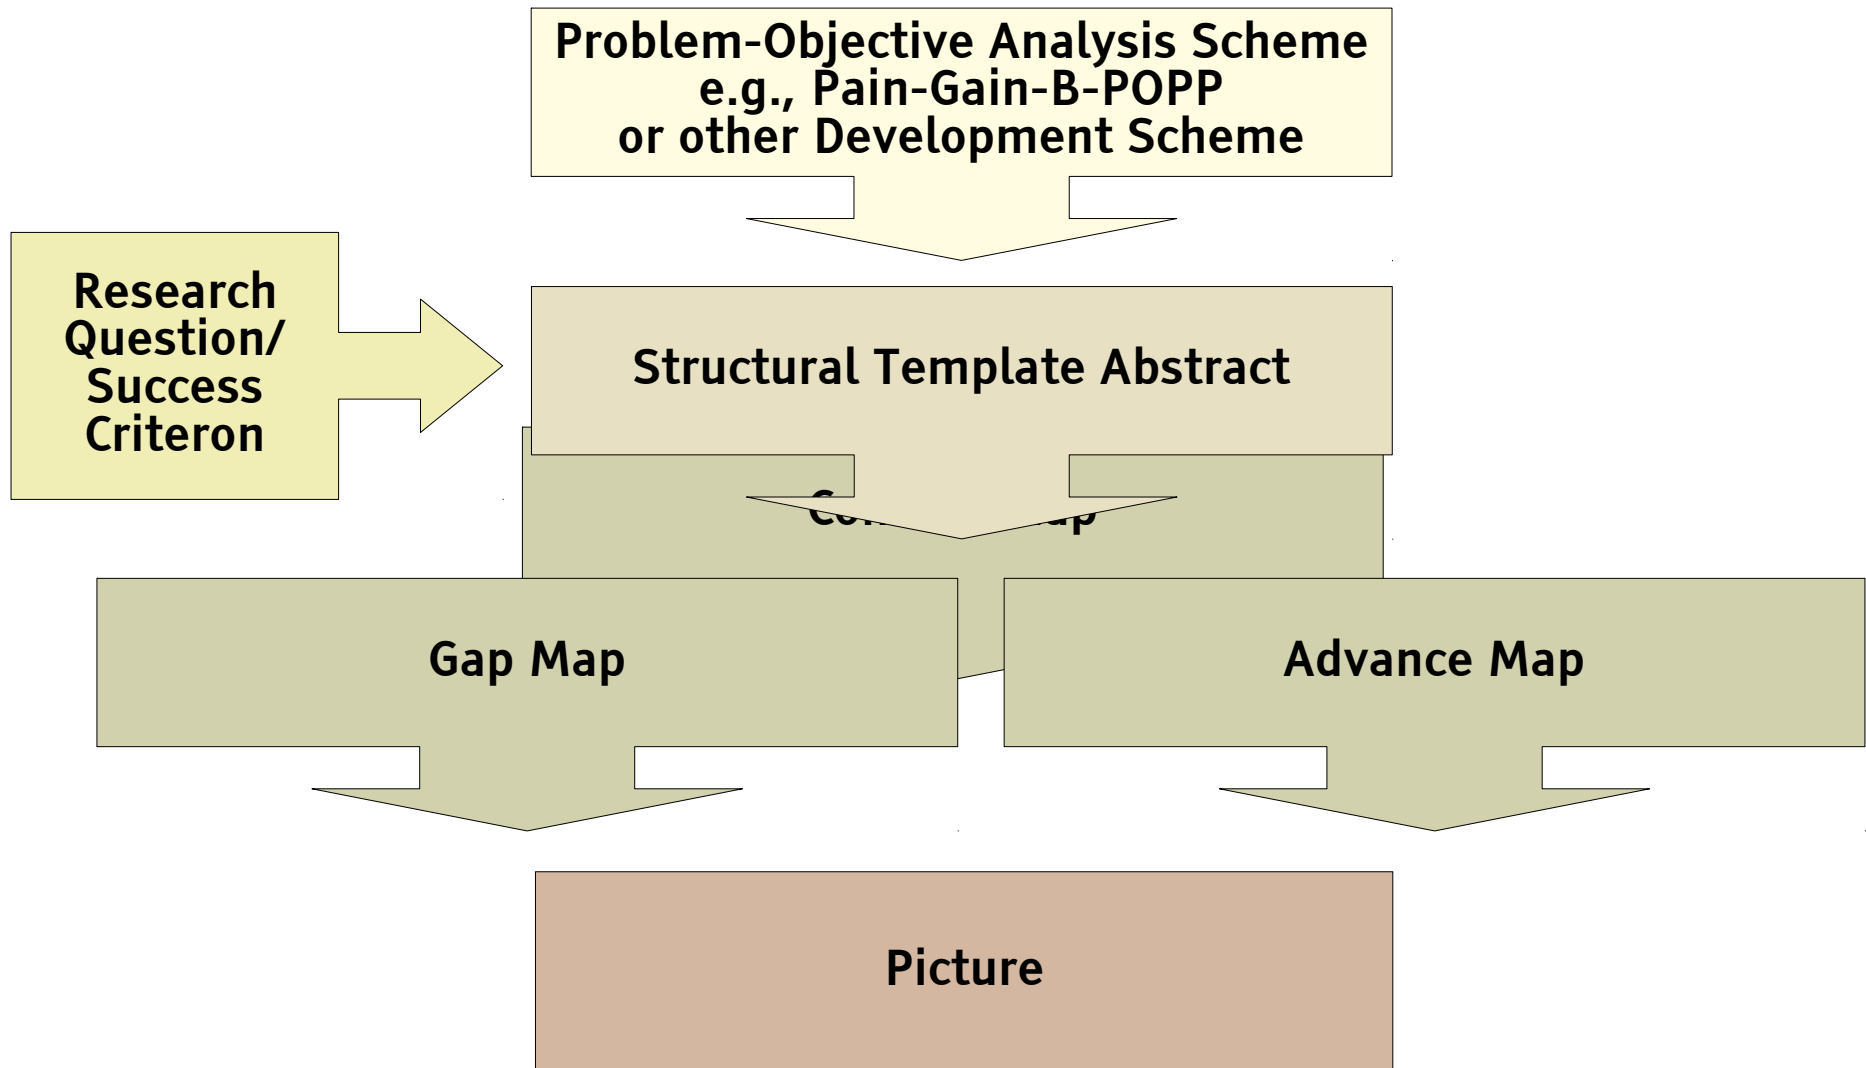 Problem-Objective Analysis Scheme
e.g., Pain-Gain-B-POPP
or other Development Scheme
Research
Question/
Success
Criteron
Structural Template Abstract
Gap Map
Advance Map
Picture